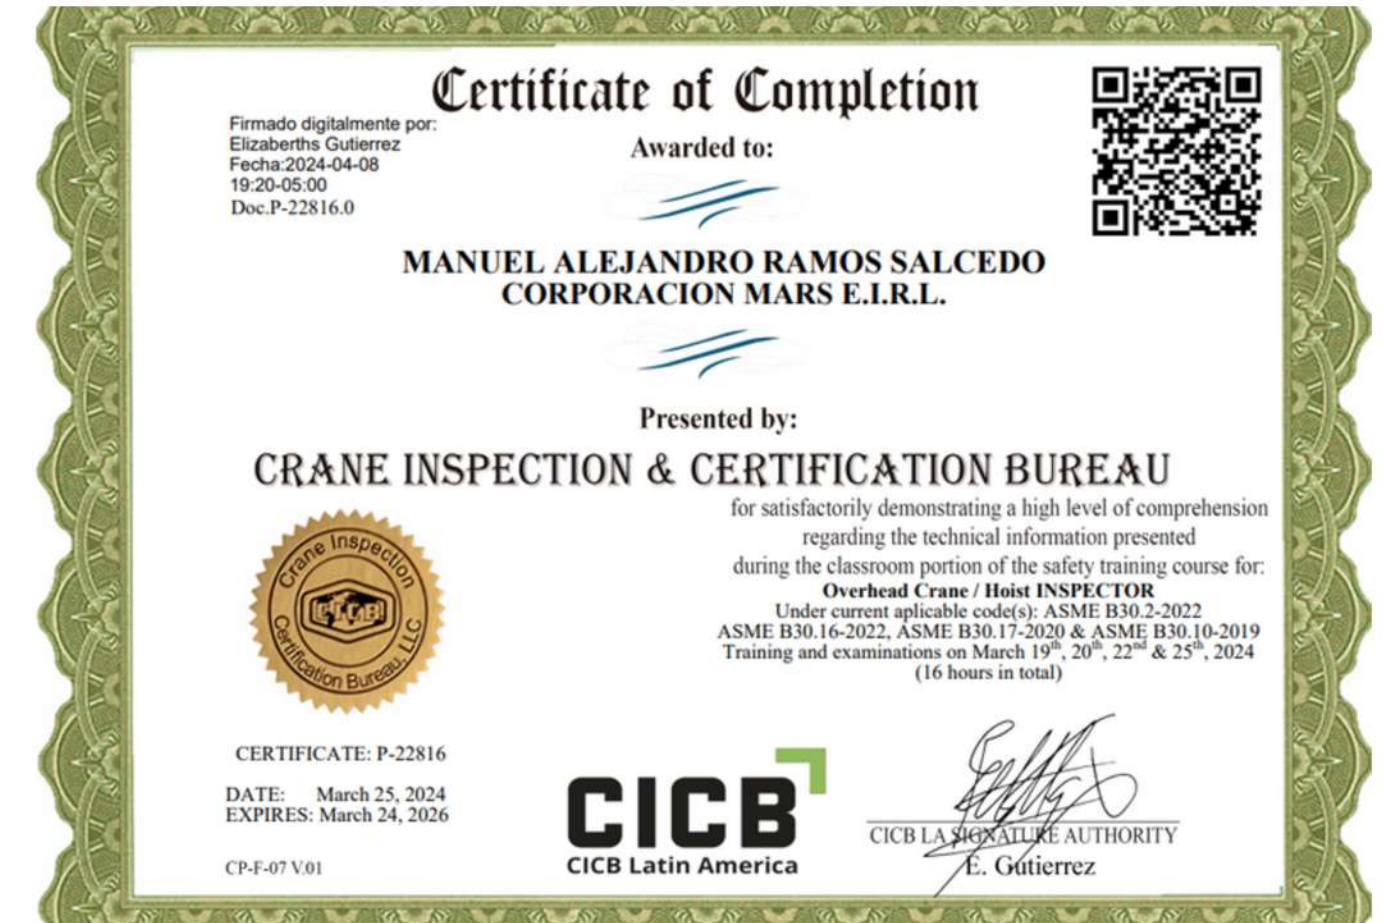 Certificate of Completion
Firmado digitalmente por:
Elizaberths Gutierrez
Fecha:2024-04-08
19:20-05:00
Doc.P-22816.0
Awarded to:
MANUEL ALEJANDRO RAMOS SALCEDO
CORPORACION MARS E.I.R.L.
Presented by:
CRANE INSPECTION & CERTIFICATION BUREAU
for satisfactorily demonstrating a high level of comprehension
regarding the technical information presented
during the classroom portion of the safety training course for:
Overhead Crane / Hoist INSPECTOR
Under current aplicable code(s): ASME B30.2-2022
ASME B30.16-2022, ASME B30.17-2020 & ASME B30.10-2019
Training and examinations on March 19th, 20th, 22nd & 25th, 2024
(16 hours in total)
Crane Inspection
CICB
Certification Bureau, LLC.
CERTIFICATE: P-22816
DATE: March 25, 2024
EXPIRES: March 24, 2026
CP-F-07 V.01
CICB
CICB Latin America
CICB LA SIGNATURE AUTHORITY
E. Gutierrez